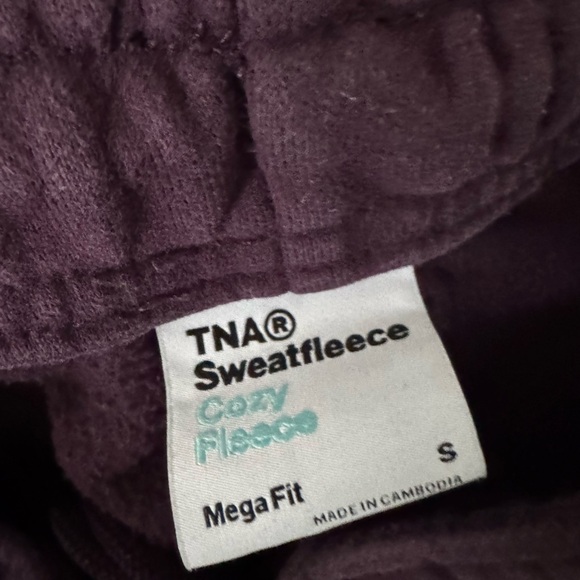 TNA®
Sweatfleece
Cozy
Fleece
S
Mega Fit
MADE IN CAMBODIA